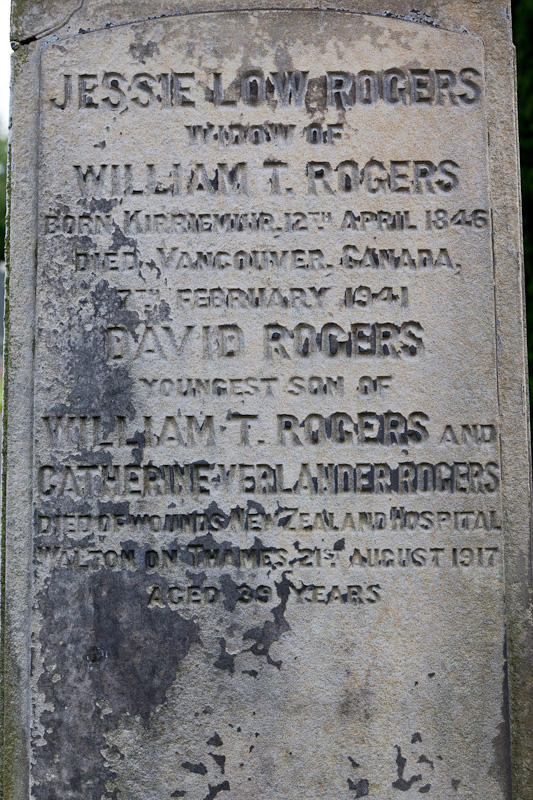 JESSIE LOW ROGERS
WIDOW OF
WILLIAM T. ROGERS
BORN KIRRIEMUIR, 12TH APRIL 1846
DIED, VANCOUVER, CANADA,
7TH FEBRUARY 1941
DAVID ROGERS
YOUNGEST SON OF
WILLIAM T. ROGERS AND
CATHERINE VERLANDER ROGERS
DIED OF WOUNDS NEW ZEALAND HOSPITAL
WALTON ON THAMES 21ST AUGUST 1917
AGED 39 YEARS